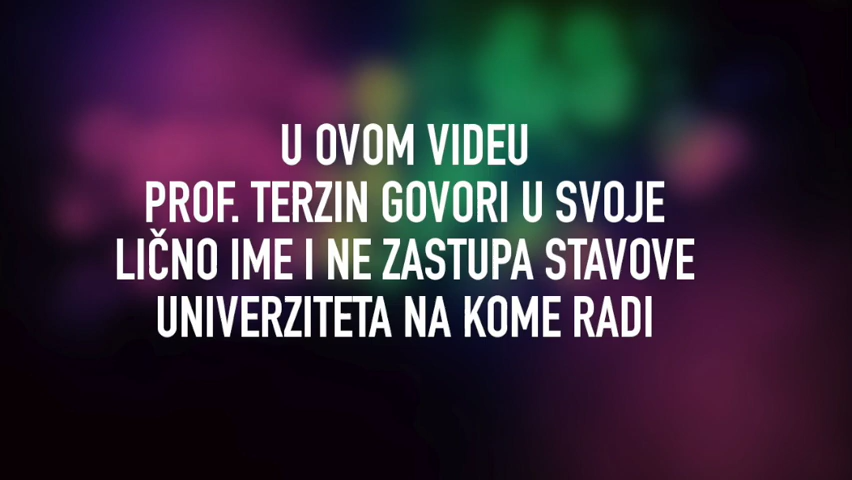 U OVOM VIDEU
PROF. TERZIN GOVORI U SVOJE
LIČNO IME I NE ZASTUPA STAVOVE
UNIVERZITETA NA KOME RADI